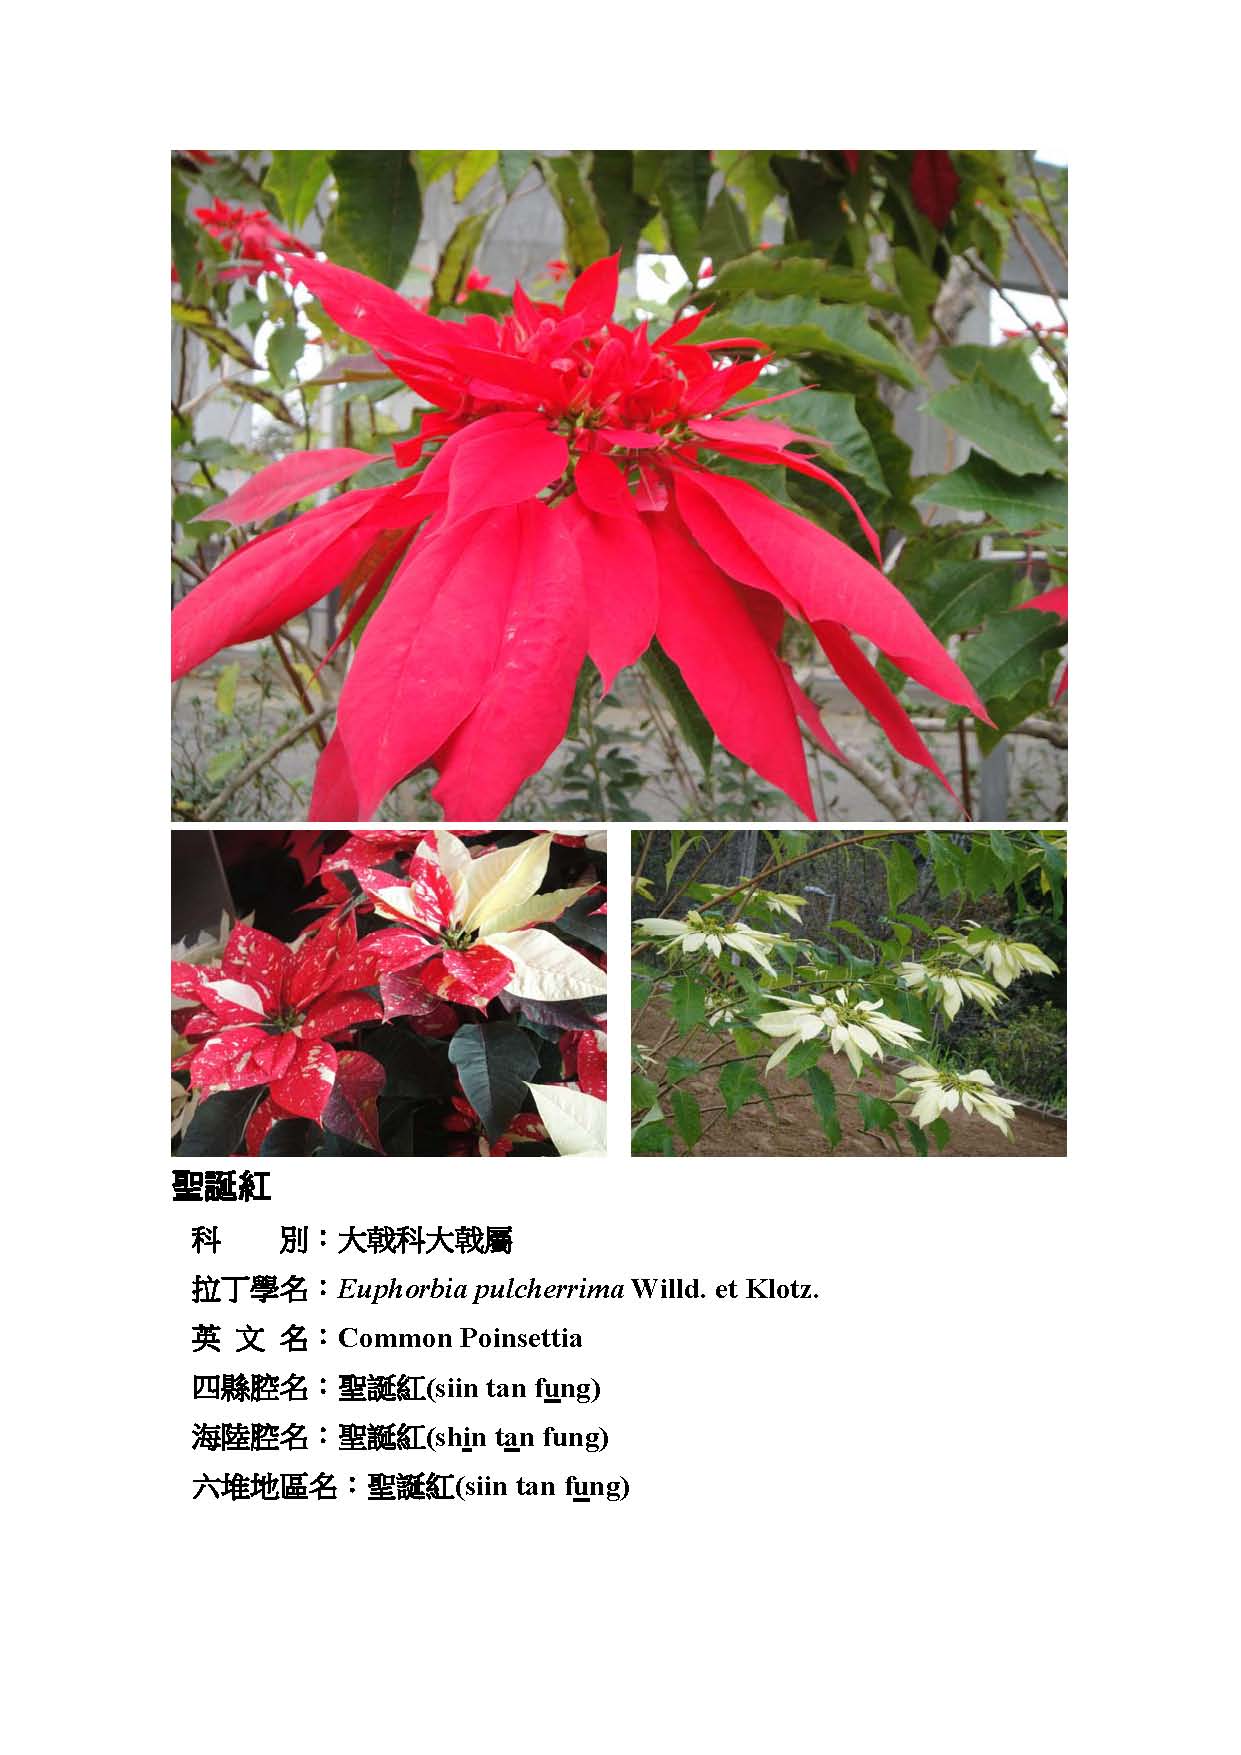 聖誕紅
科　　別：大戟科大戟屬
拉丁學名：Euphorbia pulcherrima Willd. et Klotz.
英 文 名：Common Poinsettia
四縣腔名：聖誕紅(siin tan fung)
海陸腔名：聖誕紅(shin tan fung)
六堆地區名：聖誕紅(siin tan fung)